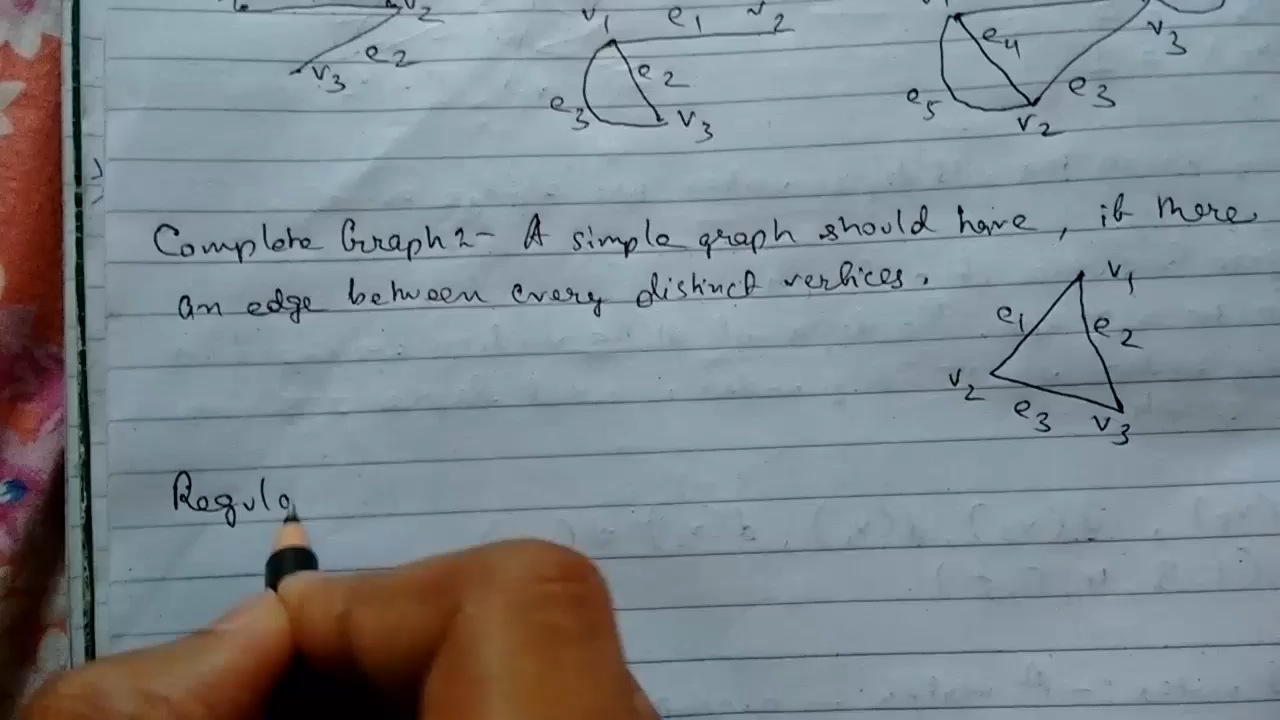 v2
e2
v3
v1 e1 v2
e2
e3
v3
e4
v3
e5
e3
v2
Complete Graph :- A simple graph should have, if there
an edge between every distinct vertices.
v1
e1
e2
v2
e3
v3
Regula